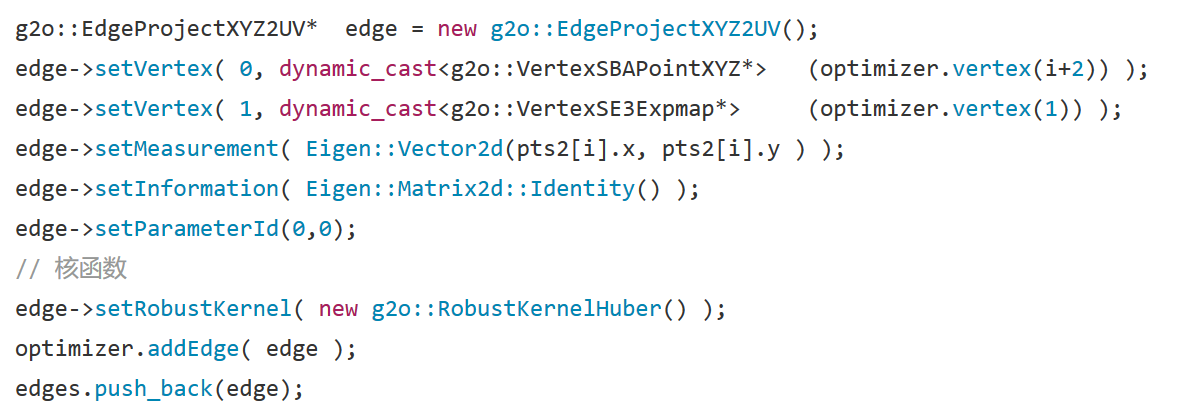 g2o::EdgeProjectXYZ2UV*  edge = new g2o::EdgeProjectXYZ2UV();
edge->setVertex( 0, dynamic_cast<g2o::VertexSBAPointXYZ*>   (optimizer.vertex(i+2)) );
edge->setVertex( 1, dynamic_cast<g2o::VertexSE3Expmap*>     (optimizer.vertex(1)) );
edge->setMeasurement( Eigen::Vector2d(pts2[i].x, pts2[i].y ) );
edge->setInformation( Eigen::Matrix2d::Identity() );
edge->setParameterId(0,0);
// 核函数
edge->setRobustKernel( new g2o::RobustKernelHuber() );
optimizer.addEdge( edge );
edges.push_back(edge);